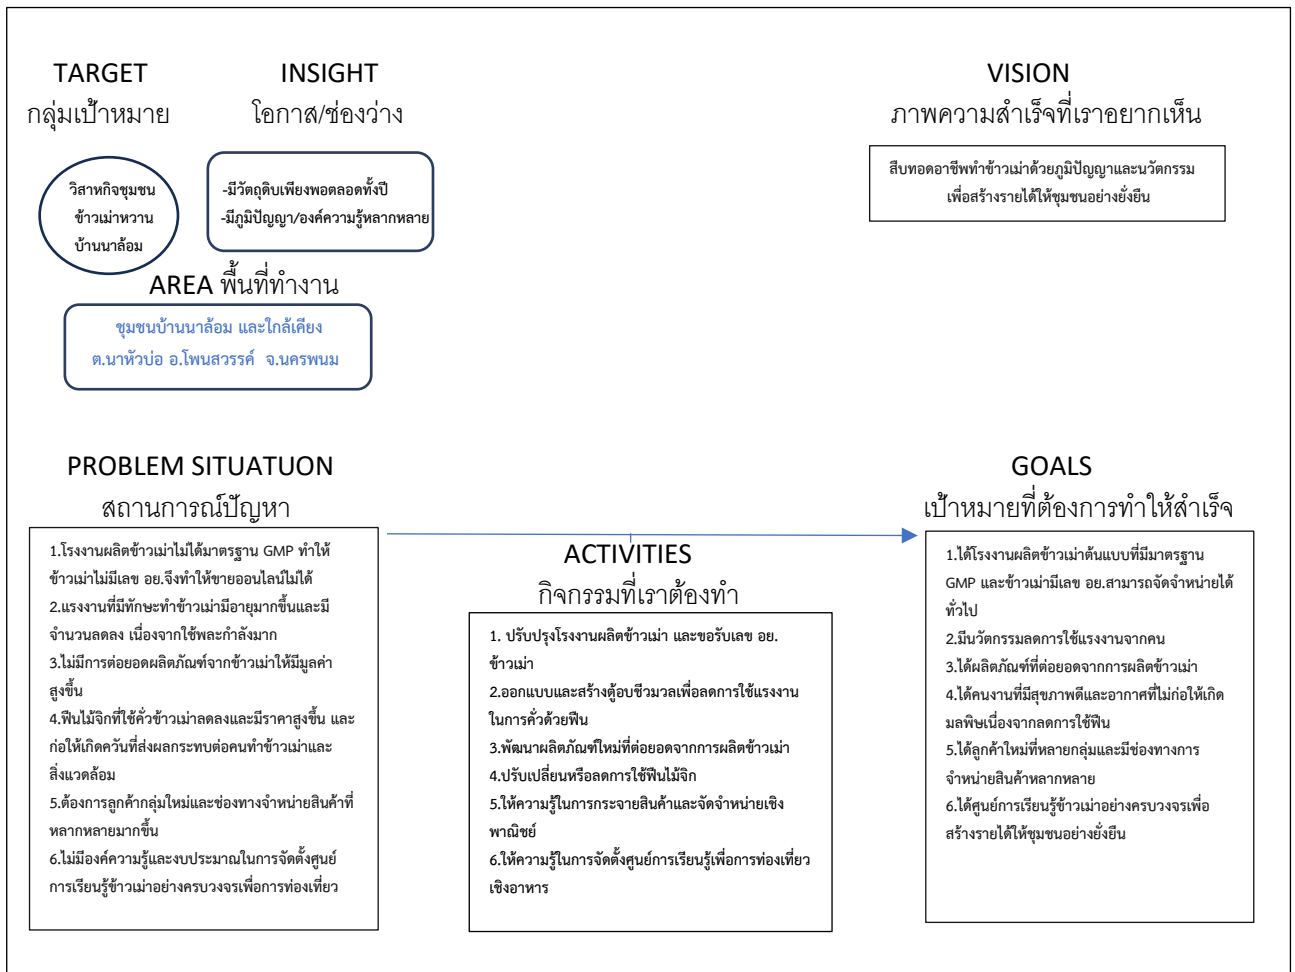 TARGET
กลุ่มเป้าหมาย
วิสาหกิจชุมชน
ข้าวเม่าหวาน
บ้านนาล้อม
INSIGHT
โอกาส/ช่องว่าง
-มีวัตถุดิบเพียงพอตลอดทั้งปี
-มีภูมิปัญญา/องค์ความรู้หลากหลาย
VISION
ภาพความสำเร็จที่เราอยากเห็น
สืบทอดอาชีพทำข้าวเม่าด้วยภูมิปัญญาและนวัตกรรม
เพื่อสร้างรายได้ให้ชุมชนอย่างยั่งยืน
AREA พื้นที่ทำงาน
ชุมชนบ้านนาล้อม และใกล้เคียง
ต.นาหัวบ่อ อ.โพนสวรรค์ จ.นครพนม
PROBLEM SITUATUON
สถานการณ์ปัญหา
1.โรงงานผลิตข้าวเม่าไม่ได้มาตรฐาน GMP ทำให้
ข้าวเม่าไม่มีเลข อย.จึงทำให้ขายออนไลน์ไม่ได้
2.แรงงานที่มีทักษะทำข้าวเม่ามีอายุมากขึ้นและมี
จำนวนลดลง เนื่องจากใช้พละกำลังมาก
3.ไม่มีการต่อยอดผลิตภัณฑ์จากข้าวเม่าให้มีมูลค่า
สูงขึ้น
4.ฟืนไม้จิกที่ใช้คั่วข้าวเม่าลดลงและมีราคาสูงขึ้น และ
ก่อให้เกิดควันที่ส่งผลกระทบต่อคนทำข้าวเม่าและ
สิ่งแวดล้อม
5.ต้องการลูกค้ากลุ่มใหม่และช่องทางจำหน่ายสินค้าที่
หลากหลายมากขึ้น
6.ไม่มีองค์ความรู้และงบประมาณในการจัดตั้งศูนย์
การเรียนรู้ข้าวเม่าอย่างครบวงจรเพื่อการท่องเที่ยว
ACTIVITIES
กิจกรรมที่เราต้องทำ
1. ปรับปรุงโรงงานผลิตข้าวเม่า และขอรับเลข อย.
ข้าวเม่า
2.ออกแบบและสร้างตู้อบชีวมวลเพื่อลดการใช้แรงงาน
ในการคั่วด้วยฟืน
3.พัฒนาผลิตภัณฑ์ใหม่ที่ต่อยอดจากการผลิตข้าวเม่า
4.ปรับเปลี่ยนหรือลดการใช้ฟืนไม้จิก
5.ให้ความรู้ในการกระจายสินค้าและจัดจำหน่ายเชิง
พาณิชย์
6.ให้ความรู้ในการจัดตั้งศูนย์การเรียนรู้เพื่อการท่องเที่ยว
เชิงอาหาร
GOALS
เป้าหมายที่ต้องการทำให้สำเร็จ
1.ได้โรงงานผลิตข้าวเม่าต้นแบบที่มีมาตรฐาน
GMP และข้าวเม่ามีเลข อย.สามารถจัดจำหน่ายได้
ทั่วไป
2.มีนวัตกรรมลดการใช้แรงงานจากคน
3.ได้ผลิตภัณฑ์ที่ต่อยอดจากการผลิตข้าวเม่า
4.ได้คนงานที่มีสุขภาพดีและอากาศที่ไม่ก่อให้เกิด
มลพิษเนื่องจากลดการใช้ฟืน
5.ได้ลูกค้าใหม่ที่หลายกลุ่มและมีช่องทางการ
จำหน่ายสินค้าหลากหลาย
6.ได้ศูนย์การเรียนรู้ข้าวเม่าอย่างครบวงจรเพื่อ
สร้างรายได้ให้ชุมชนอย่างยั่งยืน